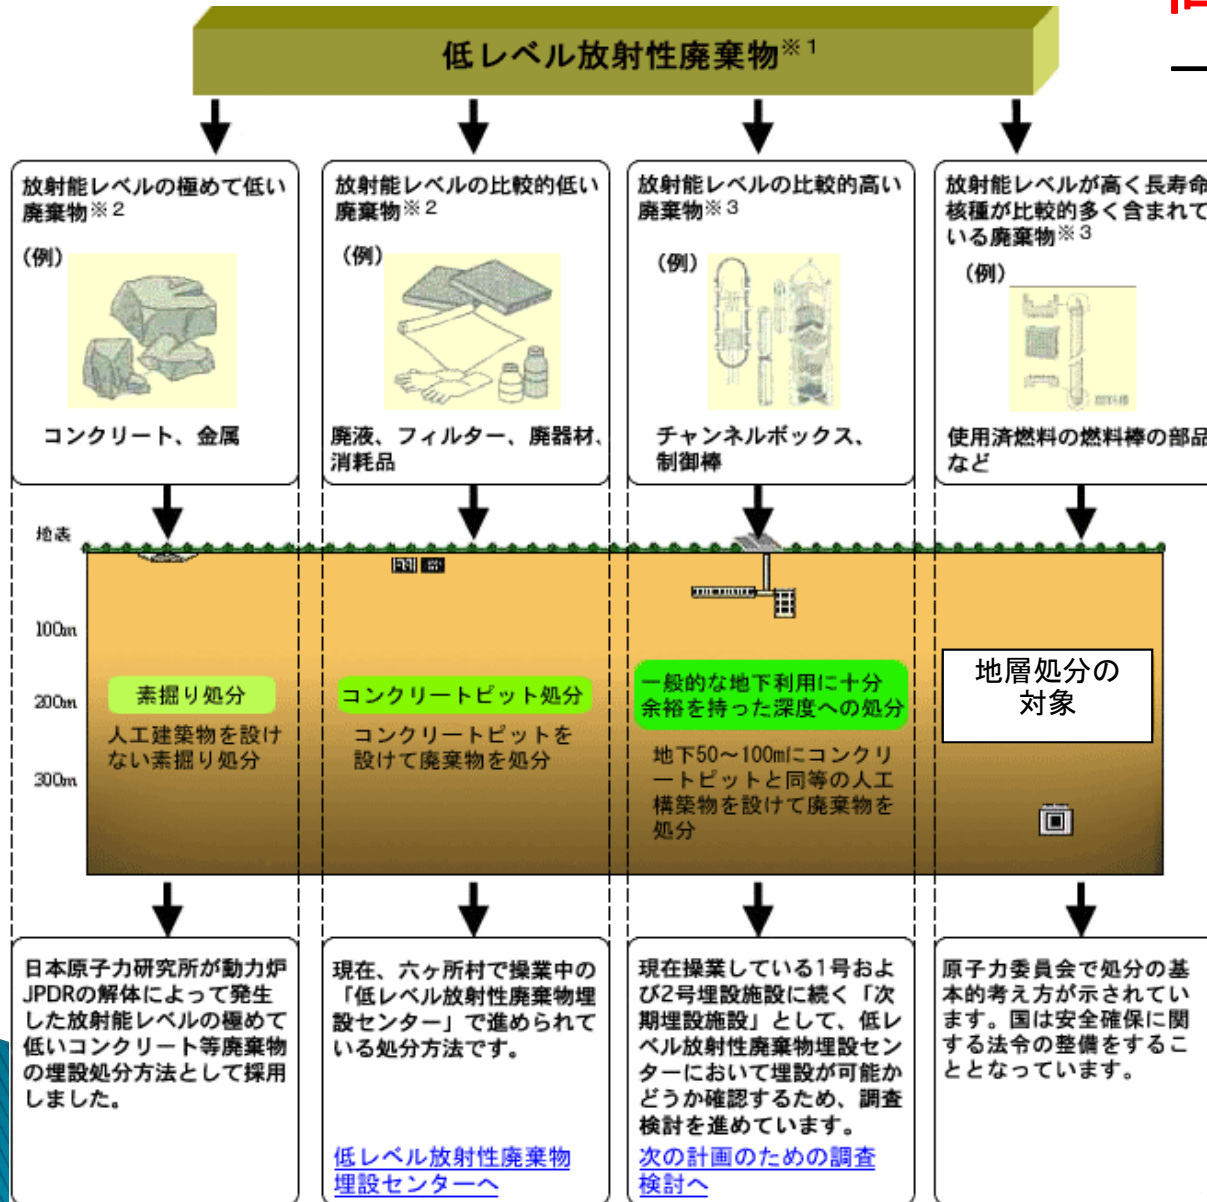 低レベル放射性廃棄物※1
放射能レベルの極めて低い
廃棄物※2
(例)
コンクリート、金属
放射能レベルの比較的低い
廃棄物※2
(例)
廃液、フィルター、廃器材、
消耗品
放射能レベルの比較的高い
廃棄物※3
(例)
チャンネルボックス、
制御棒
放射能レベルが高く長寿命
核種が比較的多く含まれて
いる廃棄物※3
(例)
使用済燃料の燃料棒の部品
など
地表
100m
200m
300m
素掘り処分
人工建築物を設け
ない素掘り処分
コンクリートピット処分
コンクリートピットを
設けて廃棄物を処分
一般的な地下利用に十分
余裕を持った深度への処分
地下50～100mにコンクリ
ートピットと同等の人工
構築物を設けて廃棄物を
処分
地層処分の
対象
日本原子力研究所が動力炉
JPDRの解体によって発生
した放射能レベルの極めて
低いコンクリート等廃棄物
の埋設処分方法として採用
しました。
現在、六ヶ所村で操業中の
「低レベル放射性廃棄物埋
設センター」で進められて
いる処分方法です。
低レベル放射性廃棄物
埋設センターへ
現在操業している1号およ
び2号埋設施設に続く「次
期埋設施設」として、低レ
ベル放射性廃棄物埋設セン
ターにおいて埋設が可能か
どうか確認するため、調査
検討を進めています。
次の計画のための調査
検討へ
原子力委員会で処分の基
本的考え方が示されてい
ます。国は安全確保に関
する法令の整備をするこ
ととなっています。